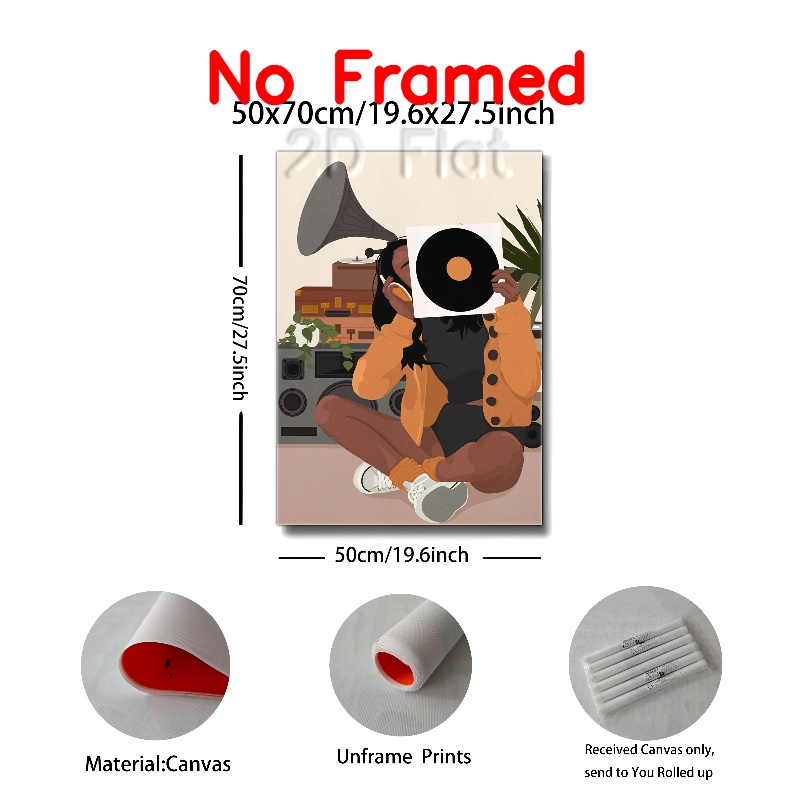 No Framed
50x70cm/19.6x27.5inch
2D Flat
70cm/27.5inch
50cm/19.6inch
Material:Canvas
Unframe Prints
Received Canvas only,
send to You Rolled up